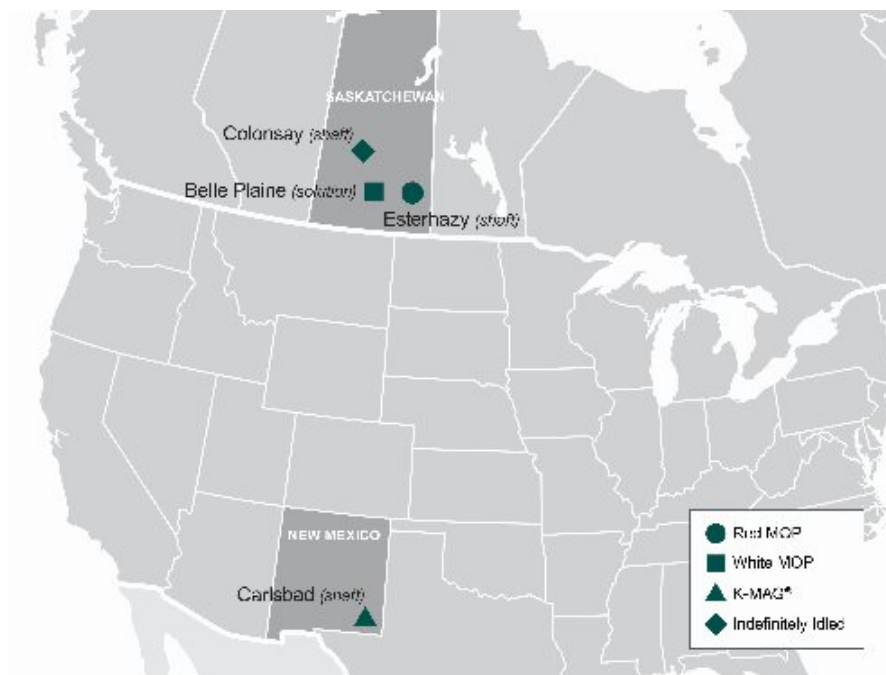 SASKATCHEWAN
Colonsay (shaft)
Belle Plaine (solution)
Esterhazy (shaft)
NEW MEXICO
Carlsbad (shaft)
Red MOP
White MOP
K-MAG®
Indefinitely Idled